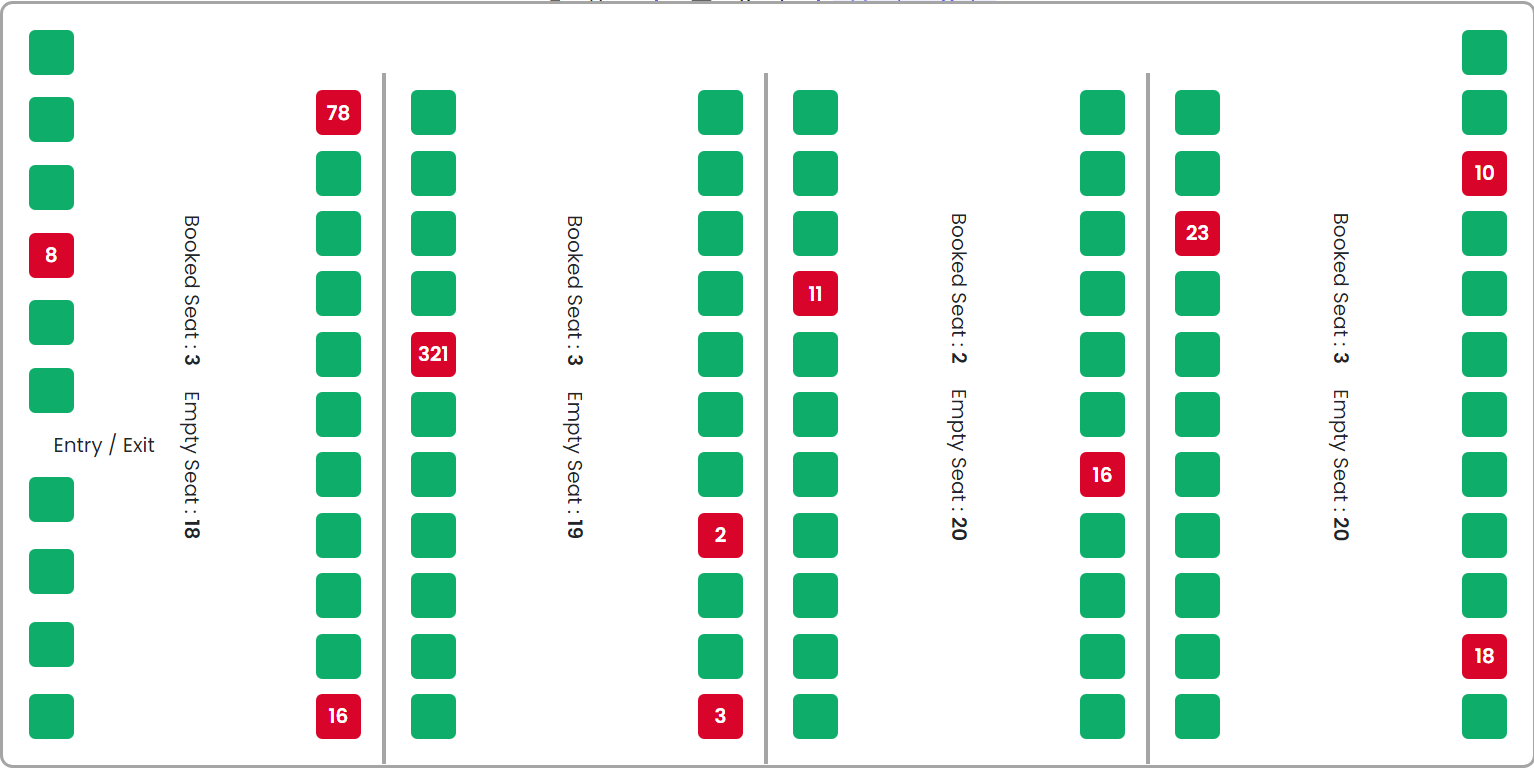 8
Entry / Exit
Booked Seat : 3 Empty Seat : 18
78
16
321
Booked Seat : 3 Empty Seat : 19
2
3
11
Booked Seat : 2 Empty Seat : 20
16
23
Booked Seat : 3 Empty Seat : 20
10
18